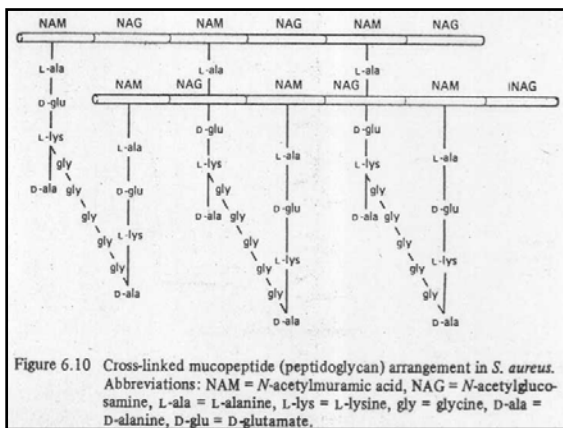 NAM NAG NAM NAG NAM NAG
L-ala L-ala L-ala
NAM NAG NAM NAG NAM NAG
D-glu
D-glu D-glu
L-lys
L-ala L-ala L-ala
gly L-lys L-lys
D-ala gly D-glu gly gly
gly D-ala gly D-glu D-ala gly D-glu
gly L-lys gly gly
gly gly L-lys gly L-lys
D-ala gly gly
D-ala D-ala
Figure 6.10 Cross-linked mucopeptide (peptidoglycan) arrangement in S. aureus.
Abbreviations: NAM = N-acetylmuramic acid, NAG = N-acetylgluco-
samine, L-ala = L-alanine, L-lys = L-lysine, gly = glycine, D-ala =
D-alanine, D-glu = D-glutamate.